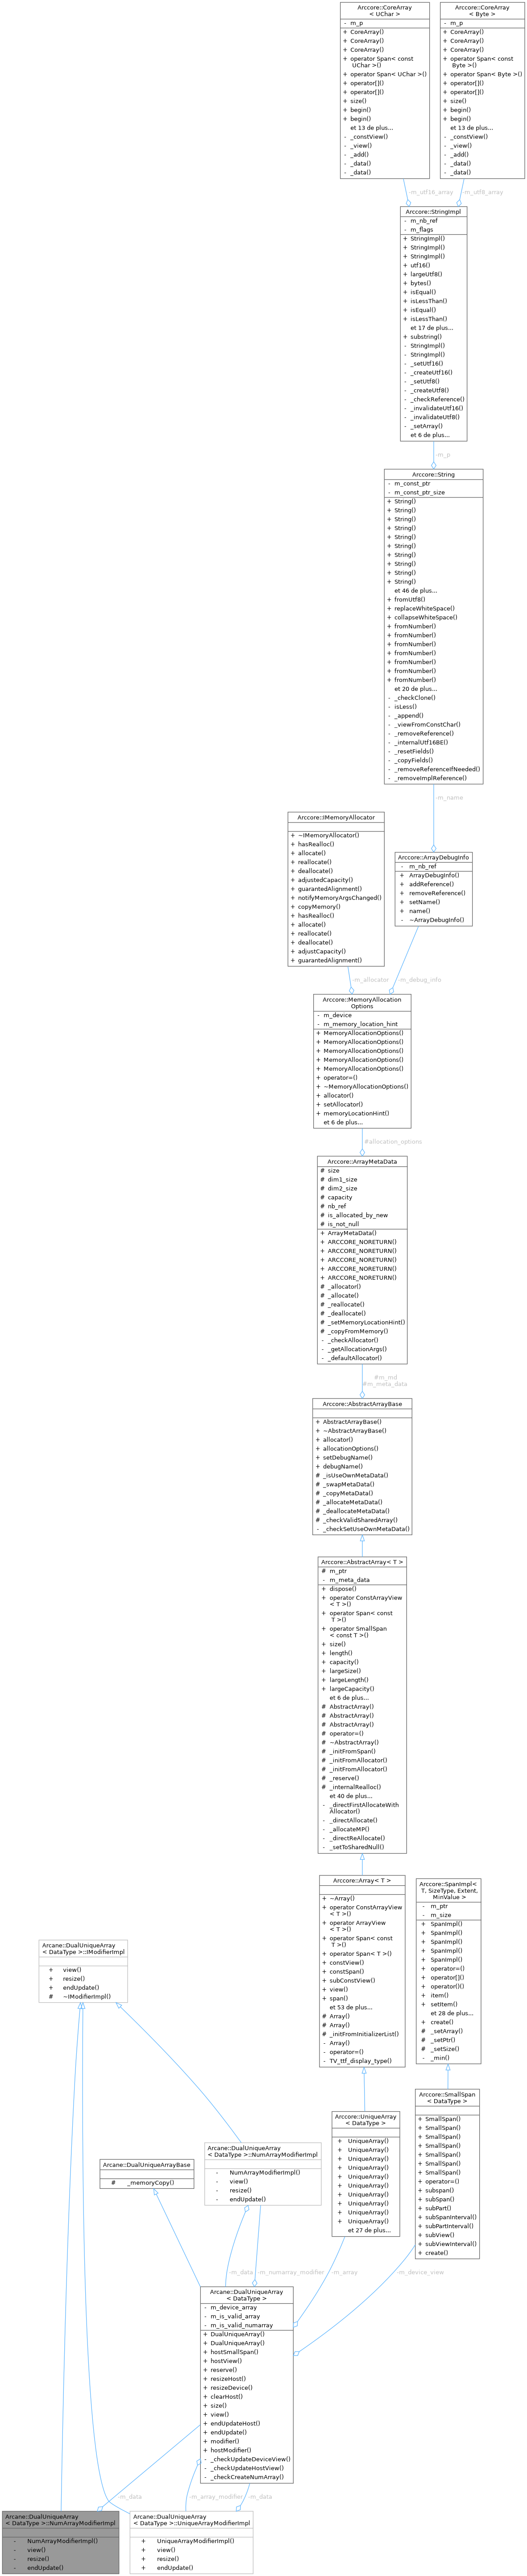 Arccore::CoreArray
< UChar >
- m_p
+ CoreArray()
+ CoreArray()
+ CoreArray()
+ operator Span< const
UChar >()
+ operator Span< UChar >()
+ operator[]()
+ operator[]()
+ size()
+ begin()
+ begin()
et 13 de plus...
- _constView()
- _view()
- _add()
- _data()
- _data()
Arccore::CoreArray
< Byte >
- m_p
+ CoreArray()
+ CoreArray()
+ CoreArray()
+ operator Span< const
Byte >()
+ operator Span< Byte >()
+ operator[]()
+ operator[]()
+ size()
+ begin()
+ begin()
et 13 de plus...
- _constView()
- _view()
- _add()
- _data()
- _data()
-m_utf16_array
-m_utf8_array
Arccore::StringImpl
- m_nb_ref
- m_flags
+ StringImpl()
+ StringImpl()
+ StringImpl()
+ utf16()
+ largeUtf8()
+ bytes()
+ isEqual()
+ isLessThan()
+ isEqual()
+ isLessThan()
et 17 de plus...
+ substring()
- StringImpl()
- StringImpl()
- _setUtf16()
- _createUtf16()
- _setUtf8()
- _createUtf8()
- _checkReference()
- _invalidateUtf16()
- _invalidateUtf8()
- _setArray()
et 6 de plus...
-m_p
Arccore::String
- m_const_ptr
- m_const_ptr_size
+ String()
+ String()
+ String()
+ String()
+ String()
+ String()
+ String()
+ String()
+ String()
+ String()
et 46 de plus...
+ fromUtf8()
+ replaceWhiteSpace()
+ collapseWhiteSpace()
+ fromNumber()
+ fromNumber()
+ fromNumber()
+ fromNumber()
+ fromNumber()
+ fromNumber()
+ fromNumber()
et 20 de plus...
- _checkClone()
- isLess()
- _append()
- _viewFromConstChar()
- _removeReference()
- _internalUtf16BE()
- _resetFields()
- _copyFields()
- _removeReferenceIfNeeded()
- _removeImplReference()
-m_name
Arccore::IMemoryAllocator
+ ~IMemoryAllocator()
+ hasRealloc()
+ allocate()
+ reallocate()
+ deallocate()
+ adjustedCapacity()
+ guarantedAlignment()
+ notifyMemoryArgsChanged()
+ copyMemory()
+ hasRealloc()
+ allocate()
+ reallocate()
+ deallocate()
+ adjustCapacity()
+ guarantedAlignment()
Arccore::ArrayDebugInfo
- m_nb_ref
+ ArrayDebugInfo()
+ addReference()
+ removeReference()
+ setName()
+ name()
- ~ArrayDebugInfo()
-m_allocator
-m_debug_info
Arccore::MemoryAllocation
Options
- m_device
- m_memory_location_hint
+ MemoryAllocationOptions()
+ MemoryAllocationOptions()
+ MemoryAllocationOptions()
+ MemoryAllocationOptions()
+ MemoryAllocationOptions()
+ operator=()
+ ~MemoryAllocationOptions()
+ allocator()
+ setAllocator()
+ memoryLocationHint()
et 6 de plus...
#allocation_options
Arccore::ArrayMetaData
# size
# dim1_size
# dim2_size
# capacity
# nb_ref
# is_allocated_by_new
# is_not_null
+ ArrayMetaData()
+ ARCCORE_NORETURN()
+ ARCCORE_NORETURN()
+ ARCCORE_NORETURN()
+ ARCCORE_NORETURN()
+ ARCCORE_NORETURN()
# _allocator()
# _allocate()
# _reallocate()
# _deallocate()
# _setMemoryLocationHint()
# _copyFromMemory()
- _checkAllocator()
- _getAllocationArgs()
- _defaultAllocator()
#m_md
#m_meta_data
Arccore::AbstractArrayBase
+ AbstractArrayBase()
+ ~AbstractArrayBase()
+ allocator()
+ allocationOptions()
+ setDebugName()
+ debugName()
# _isUseOwnMetaData()
# _swapMetaData()
# _copyMetaData()
# _allocateMetaData()
# _deallocateMetaData()
# _checkValidSharedArray()
- _checkSetUseOwnMetaData()
Arccore::AbstractArray< T >
# m_ptr
- m_meta_data
+ dispose()
+ operator ConstArrayView
< T >()
+ operator Span< const
T >()
+ operator SmallSpan
< const T >()
+ size()
+ length()
+ capacity()
+ largeSize()
+ largeLength()
+ largeCapacity()
et 6 de plus...
# AbstractArray()
# AbstractArray()
# AbstractArray()
# operator=()
# ~AbstractArray()
# _initFromSpan()
# _initFromAllocator()
# _initFromAllocator()
# _reserve()
# _internalRealloc()
et 40 de plus...
- _directFirstAllocateWith
Allocator()
- _directAllocate()
- _allocateMP()
- _directReAllocate()
- _setToSharedNull()
Arccore::Array< T >
+ ~Array()
+ operator ConstArrayView
< T >()
+ operator ArrayView
< T >()
+ operator Span< const
T >()
+ operator Span< T >()
+ constView()
+ constSpan()
+ subConstView()
+ view()
+ span()
et 53 de plus...
# Array()
# Array()
# _initFromInitializerList()
- Array()
- operator=()
- TV_ttf_display_type()
Arccore::SpanImpl<
T, SizeType, Extent,
MinValue >
- m_ptr
- m_size
+ SpanImpl()
+ SpanImpl()
+ SpanImpl()
+ SpanImpl()
+ SpanImpl()
+ operator=()
+ operator[]()
+ operator()()
+ item()
+ setItem()
et 28 de plus...
+ create()
# _setArray()
# _setPtr()
# _setSize()
- _min()
Arcane::DualUniqueArray
< DataType >::IModifierImpl
+ view()
+ resize()
+ endUpdate()
# ~IModifierImpl()
Arcane::DualUniqueArrayBase
# _memoryCopy()
Arcane::DualUniqueArray
< DataType >::NumArrayModifierImpl
- NumArrayModifierImpl()
- view()
- resize()
- endUpdate()
Arccore::UniqueArray
< DataType >
+ UniqueArray()
+ UniqueArray()
+ UniqueArray()
+ UniqueArray()
+ UniqueArray()
+ UniqueArray()
+ UniqueArray()
+ UniqueArray()
+ UniqueArray()
+ UniqueArray()
et 27 de plus...
Arccore::SmallSpan
< DataType >
+ SmallSpan()
+ SmallSpan()
+ SmallSpan()
+ SmallSpan()
+ SmallSpan()
+ SmallSpan()
+ SmallSpan()
+ operator=()
+ subspan()
+ subSpan()
+ subPart()
+ subSpanInterval()
+ subPartInterval()
+ subView()
+ subViewInterval()
+ create()
-m_data
-m_numarray_modifier
-m_array
-m_device_view
Arcane::DualUniqueArray
< DataType >
- m_device_array
- m_is_valid_array
- m_is_valid_numarray
+ DualUniqueArray()
+ DualUniqueArray()
+ hostSmallSpan()
+ hostView()
+ reserve()
+ resizeHost()
+ resizeDevice()
+ clearHost()
+ size()
+ view()
+ endUpdateHost()
+ endUpdate()
+ modifier()
+ hostModifier()
- _checkUpdateDeviceView()
- _checkUpdateHostView()
- _checkCreateNumArray()
-m_data
-m_array_modifier
-m_data
Arcane::DualUniqueArray
< DataType >::NumArrayModifierImpl
- NumArrayModifierImpl()
- view()
- resize()
- endUpdate()
Arcane::DualUniqueArray
< DataType >::UniqueArrayModifierImpl
+ UniqueArrayModifierImpl()
+ view()
+ resize()
+ endUpdate()